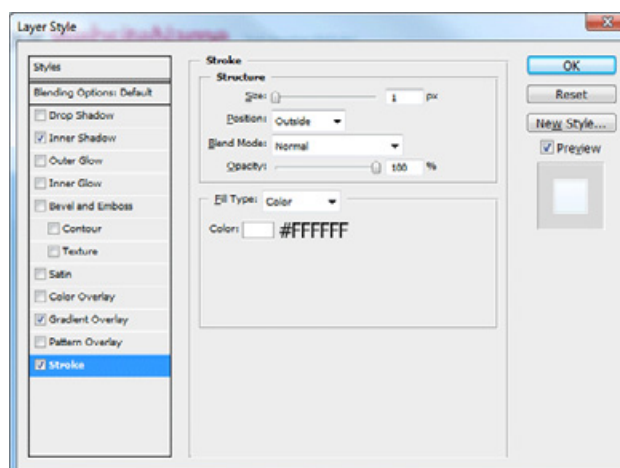 Layer Style
Styles
Blending Options: Default
Drop Shadow
Inner Shadow
Outer Glow
Inner Glow
Bevel and Emboss
Contour
Texture
Satin
Color Overlay
Gradient Overlay
Pattern Overlay
Stroke
Stroke
Structure
Size: 1 px
Position: Outside
Blend Mode: Normal
Opacity: 100 %
Fill Type: Color
Color: #FFFFFF
OK
Reset
New Style...
Preview